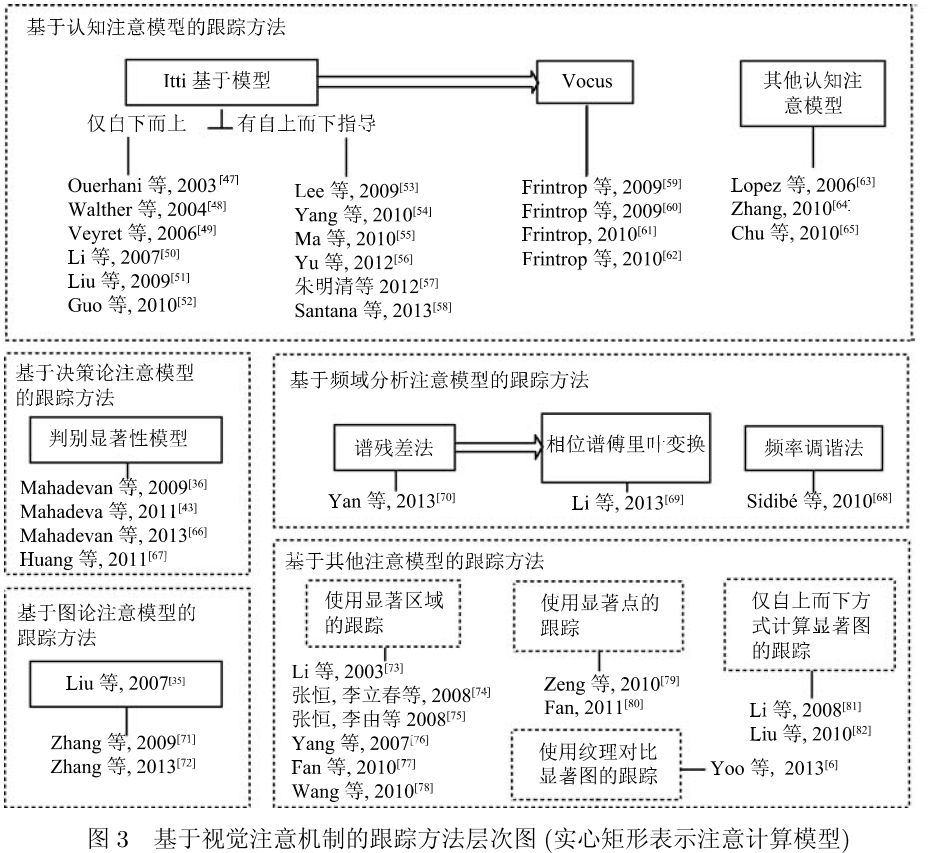 基于认知注意模型的跟踪方法
Itti 基于模型
Vocus
其他认知注
意模型
仅白下而上
有自上而下指导
Ouerhani 等, 2003[47]
Walther 等, 2004[48]
Veyret 等, 2006[49]
Li 等, 2007[50]
Liu 等, 2009[51]
Guo 等, 2010[52]
Lee 等, 2009[53]
Yang 等, 2010[54]
Ma 等, 2010[55]
Yu 等, 2012[56]
朱明清等 2012[57]
Santana 等, 2013[58]
Frintrop 等, 2009[59]
Frintrop 等, 2009[60]
Frintrop, 2010[61]
Frintrop 等, 2010[62]
Lopez 等, 2006[63]
Zhang, 2010[64]
Chu 等, 2010[65]
基于决策论注意模型
的跟踪方法
判别显著性模型
Mahadevan 等, 2009[36]
Mahadeva 等, 2011[43]
Mahadevan 等, 2013[66]
Huang 等, 2011[67]
基于频域分析注意模型的跟踪方法
谱残差法
相位谱傅里叶变换
频率调谐法
Yan 等, 2013[70]
Li 等, 2013[69]
Sidibé 等, 2010[68]
基于图论注意模型的
跟踪方法
Liu 等, 2007[35]
Zhang 等, 2009[71]
Zhang 等, 2013[72]
基于其他注意模型的跟踪方法
使用显著区域
的跟踪
Li 等, 2003[73]
张恒, 李立春等, 2008[74]
张恒, 李由等 2008[75]
Yang 等, 2007[76]
Fan 等, 2010[77]
Wang 等, 2010[78]
使用显著点的
跟踪
Zeng 等, 2010[79]
Fan, 2011[80]
使用纹理对比
显著图的跟踪
Yoo 等, 2013[6]
仅自上而下方
式计算显著图
的跟踪
Li 等, 2008[81]
Liu 等, 2010[82]
图 3 基于视觉注意机制的跟踪方法层次图 (实心矩形表示注意计算模型)